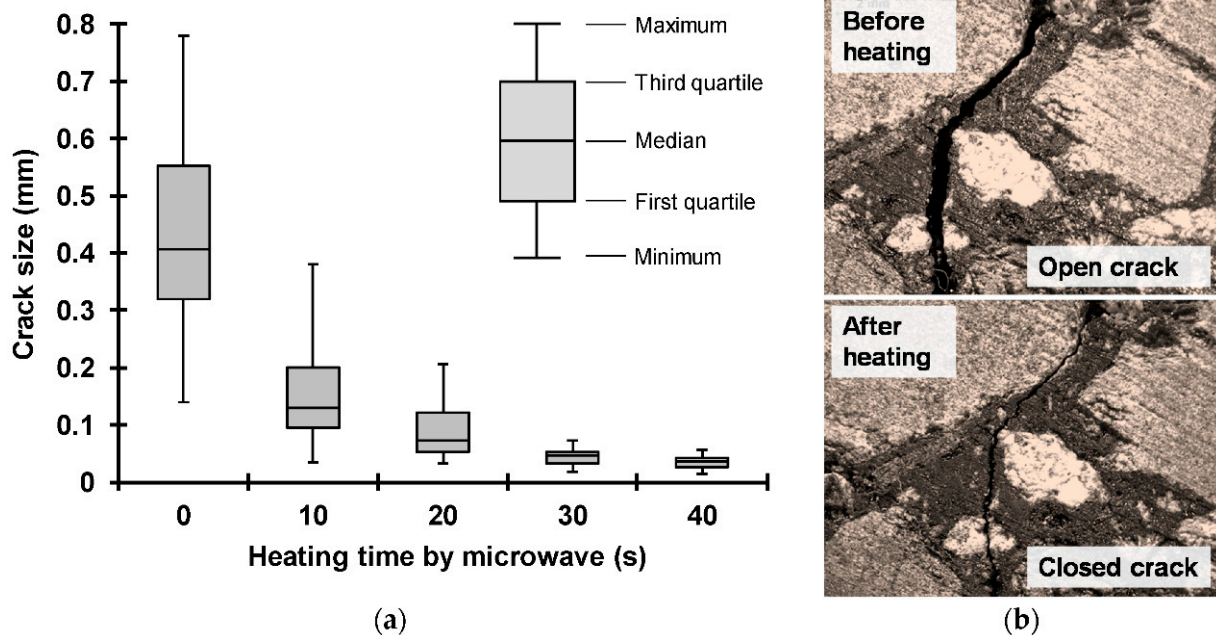 0.8
0.7
0.6
0.5
0.4
0.3
0.2
0.1
0
Crack size (mm)
0 10 20 30 40
Heating time by microwave (s)
Maximum
Third quartile
Median
First quartile
Minimum
(a)
2 mm
Before
heating
Open crack
After
heating
Closed crack
(b)